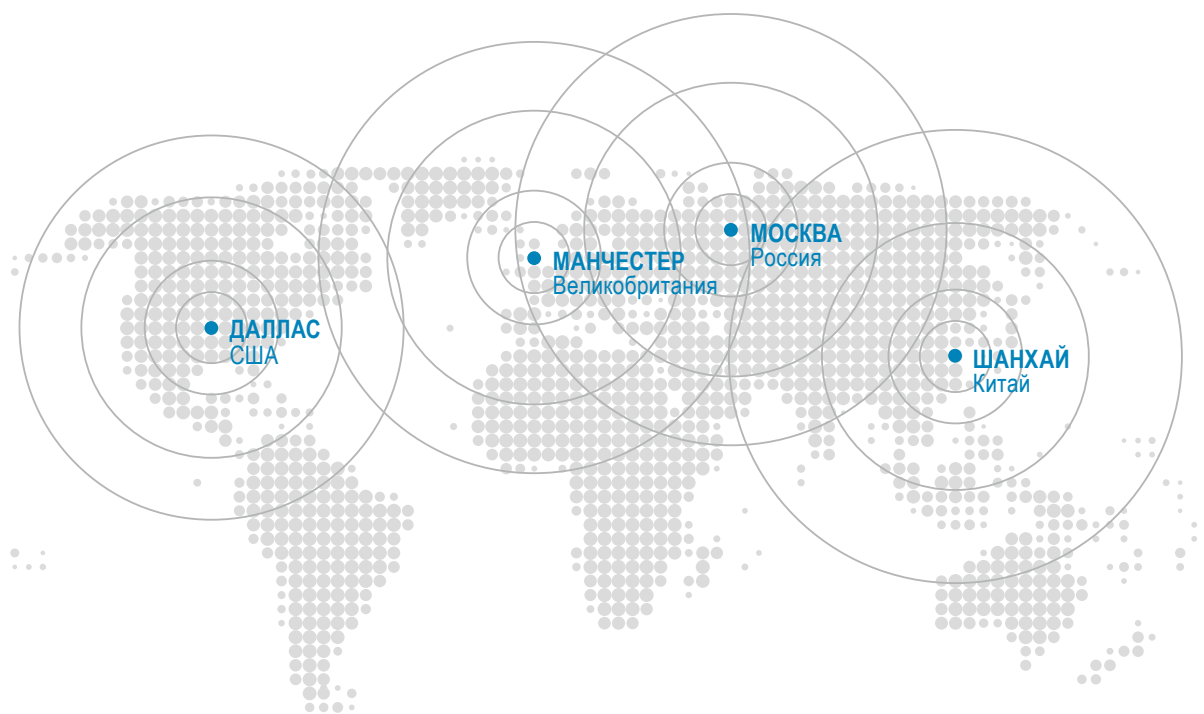 МОСКВА
Россия
МАНЧЕСТЕР
Великобритания
ДАЛЛАС
США
ШАНХАЙ
Китай